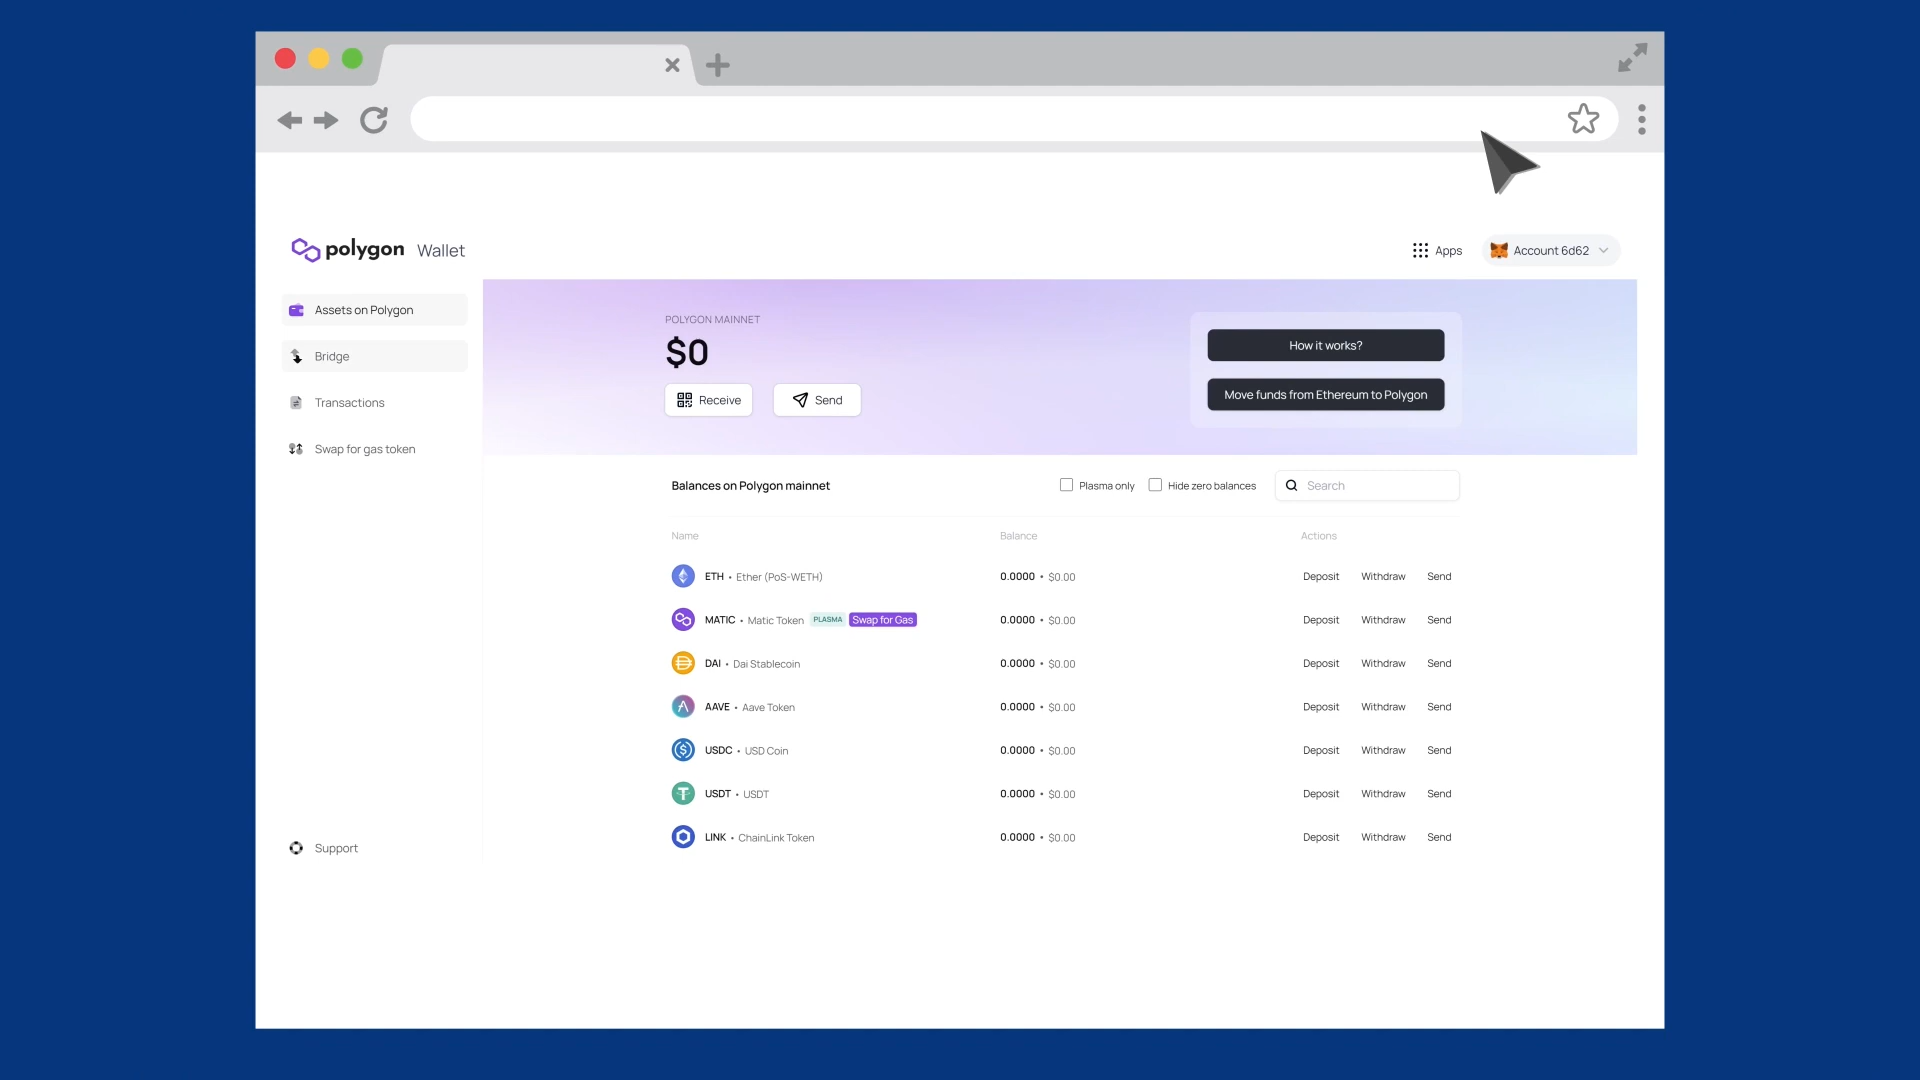 polygon Wallet
Apps
Account 6d62
Assets on Polygon
Bridge
Transactions
Swap for gas token
Support
POLYGON MAINNET
$0
Receive
Send
How it works?
Move funds from Ethereum to Polygon
Balances on Polygon mainnet
Plasma only
Hide zero balances
Search
Name Balance Actions
ETH • Ether (PoS-WETH) 0.0000 • $0.00 Deposit Withdraw Send
MATIC • Matic Token PLASMA Swap for Gas 0.0000 • $0.00 Deposit Withdraw Send
DAI • Dai Stablecoin 0.0000 • $0.00 Deposit Withdraw Send
AAVE • Aave Token 0.0000 • $0.00 Deposit Withdraw Send
USDC • USD Coin 0.0000 • $0.00 Deposit Withdraw Send
USDT • USDT 0.0000 • $0.00 Deposit Withdraw Send
LINK • ChainLink Token 0.0000 • $0.00 Deposit Withdraw Send